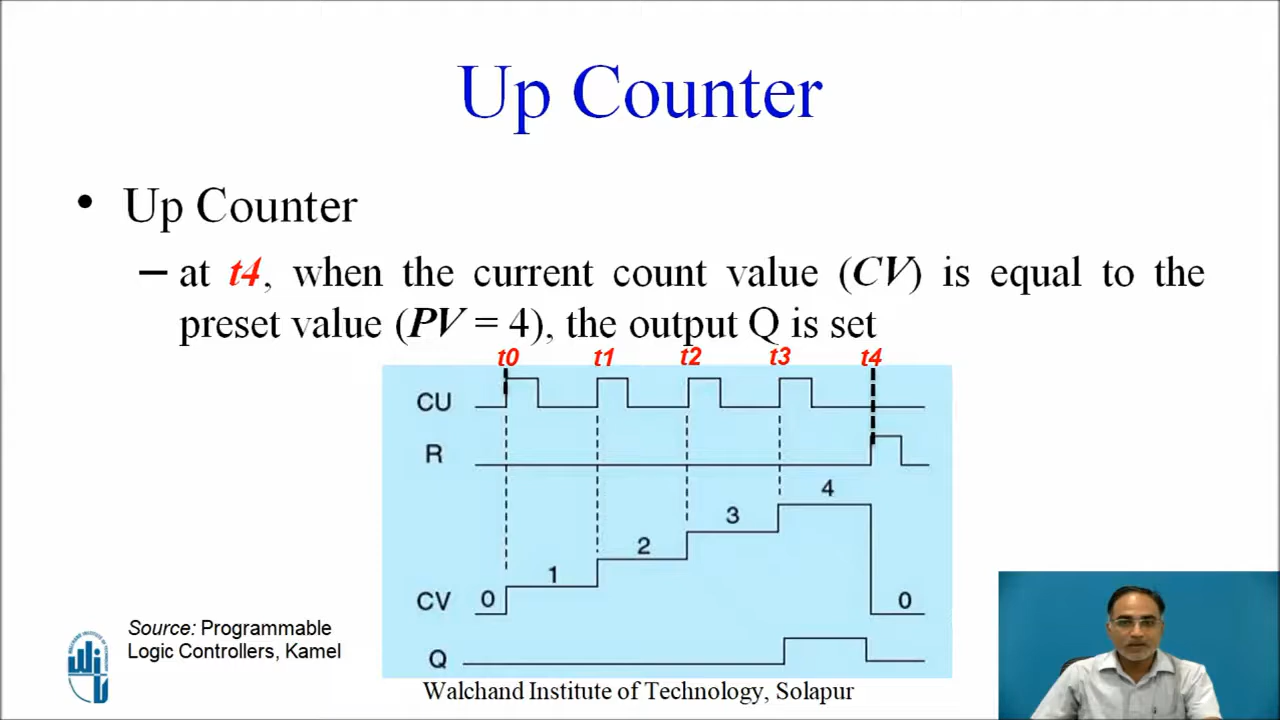 Up Counter
• Up Counter
– at t4, when the current count value (CV) is equal to the
preset value (PV = 4), the output Q is set
t0 t1 t2 t3 t4
CU
R
4
3
2
1
CV 0 0
Q
Source: Programmable
Logic Controllers, Kamel
Walchand Institute of Technology, Solapur